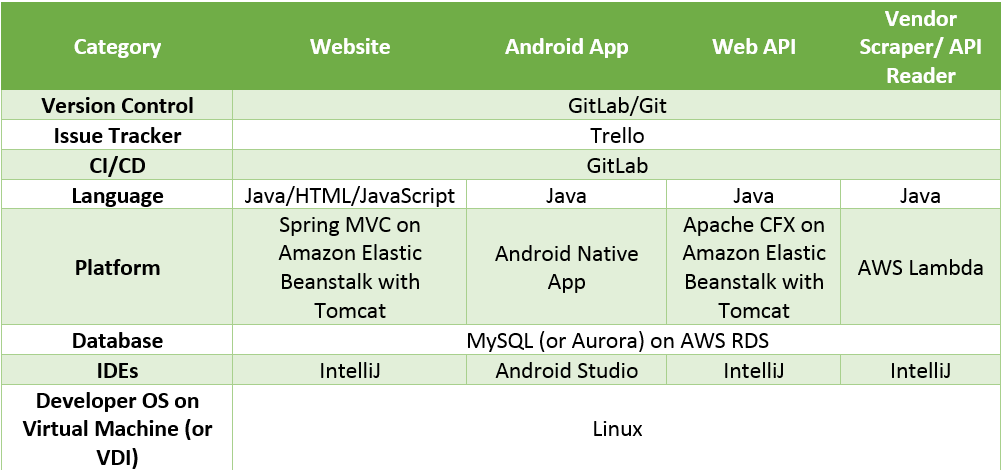 Category Website Android App Web API Vendor Scraper/ API Reader
Version Control GitLab/Git
Issue Tracker Trello
CI/CD GitLab
Language Java/HTML/JavaScript Java Java Java
Platform Spring MVC on Amazon Elastic Beanstalk with Tomcat Android Native App Apache CFX on Amazon Elastic Beanstalk with Tomcat AWS Lambda
Database MySQL (or Aurora) on AWS RDS
IDEs IntelliJ Android Studio IntelliJ IntelliJ
Developer OS on Virtual Machine (or VDI) Linux